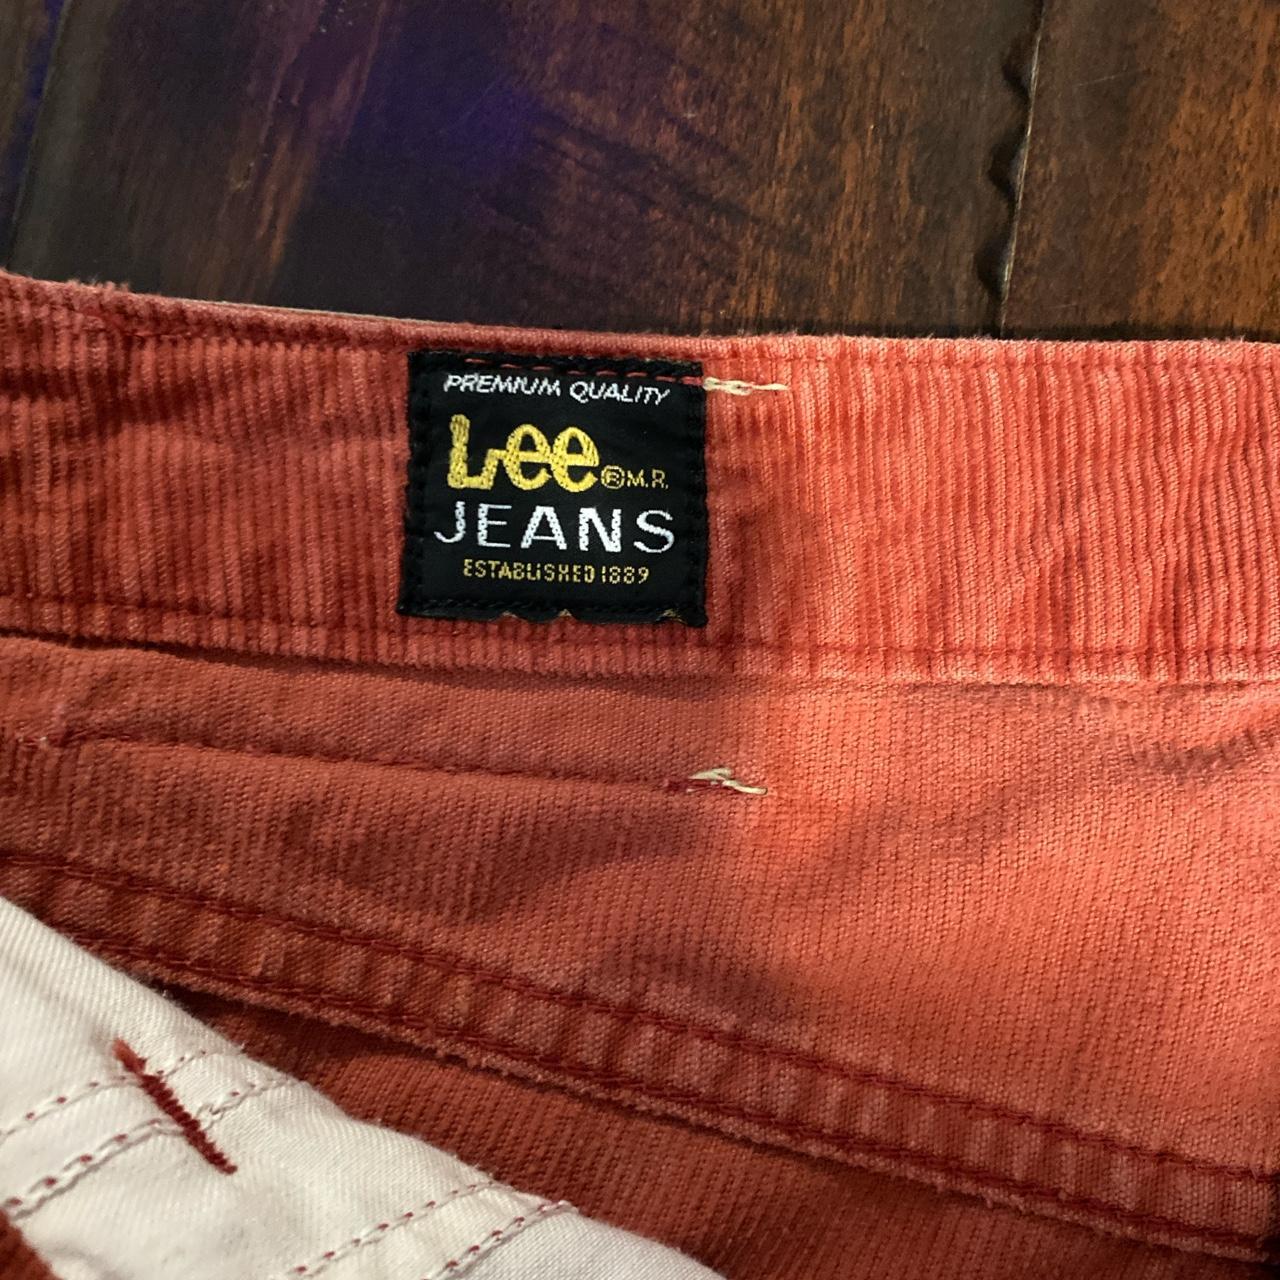 PREMIUM QUALITY
Lee ® M.R.
JEANS
ESTABLISHED 1889